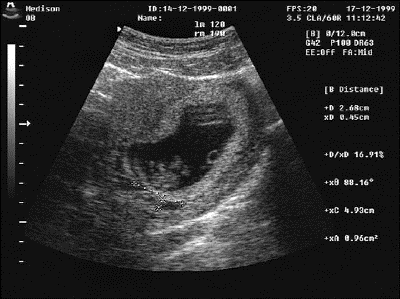 Medison ID:14-12-1999-0001 FPS:20 17-12-1999
OB Name: 3.5 CLA/60R 11:12:42
lm 120
rm 190
[B] 0/12.0cm
G42 P100 DR63
EE:Off FA:Mid
[B Distance]
+D 2.68cm
xD 0.45cm
+D/xD 16.91%
+xθ 88.16°
+xC 4.93cm
+xA 0.96cm²